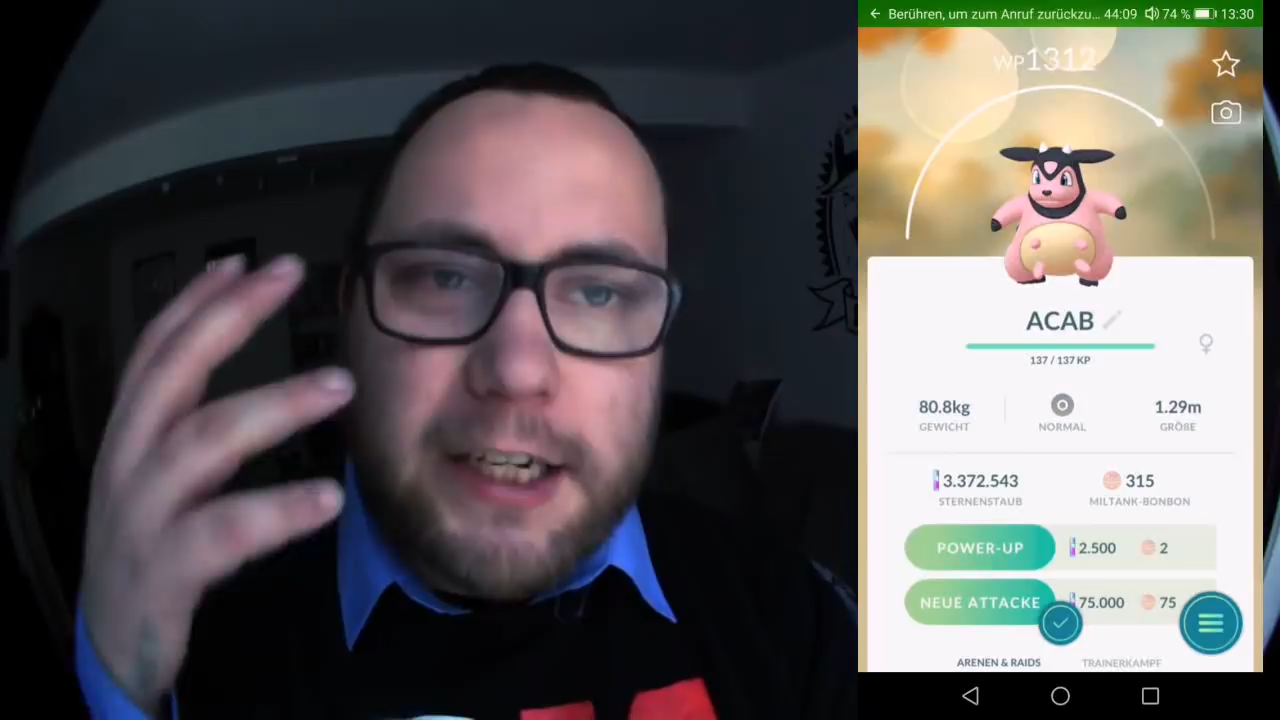 Berühren, um zum Anruf zurückzu... 44:09 74 % 13:30
WP1312
ACAB
137 / 137 KP
80.8kg 1.29m
GEWICHT NORMAL GRÖßE
3.372.543 315
STERNENSTAUB MILTANK-BONBON
POWER-UP 2.500 2
NEUE ATTACKE 75.000 75
ARENEN & RAIDS TRAINERKAMPF